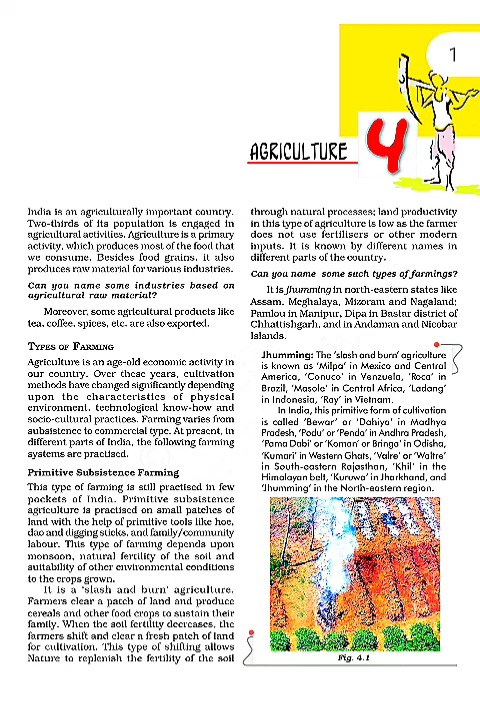 1
AGRICULTURE
4
India is an agriculturally important country.
Two-thirds of its population is engaged in
agricultural activities. Agriculture is a primary
activity, which produces most of the food that
we consume. Besides food grains, it also
produces raw material for various industries.
Can you name some industries based on
agricultural raw material?
Moreover, some agricultural products like
tea, coffee, spices, etc. are also exported.
TYPES OF FARMING
Agriculture is an age-old economic activity in
our country. Over these years, cultivation
methods have changed significantly depending
upon the characteristics of physical
environment, technological know-how and
socio-cultural practices. Farming varies from
subsistence to commercial type. At present, in
different parts of India, the following farming
systems are practised.
Primitive Subsistence Farming
This type of farming is still practised in few
pockets of India. Primitive subsistence
agriculture is practised on small patches of
land with the help of primitive tools like hoe,
dao and digging sticks, and family/community
labour. This type of farming depends upon
monsoon, natural fertility of the soil and
suitability of other environmental conditions
to the crops grown.
It is a 'slash and burn' agriculture.
Farmers clear a patch of land and produce
cereals and other food crops to sustain their
family. When the soil fertility decreases, the
farmers shift and clear a fresh patch of land
for cultivation. This type of shifting allows
Nature to replenish the fertility of the soil
through natural processes; land productivity
in this type of agriculture is low as the farmer
does not use fertilisers or other modern
inputs. It is known by different names in
different parts of the country.
Can you name some such types of farmings?
It is Jhumming in north-eastern states like
Assam, Meghalaya, Mizoram and Nagaland;
Pamlou in Manipur, Dipa in Bastar district of
Chhattishgarh, and in Andaman and Nicobar
Islands.
Jhumming: The 'slash and burn' agriculture
is known as 'Milpa' in Mexico and Central
America, 'Conuco' in Venzuela, 'Roca' in
Brazil, 'Masole' in Central Africa, 'Ladang'
in Indonesia, 'Ray' in Vietnam.
In India, this primitive form of cultivation
is called 'Bewar' or 'Dahiya' in Madhya
Pradesh, 'Podu' or 'Penda' in Andhra Pradesh,
'Pama Dabi' or 'Koman' or Bringa' in Odisha,
'Kumari' in Western Ghats, 'Valre' or 'Waltre'
in South-eastern Rajasthan, 'Khil' in the
Himalayan belt, 'Kuruwa' in Jharkhand, and
'Jhumming' in the North-eastern region.
Fig. 4.1